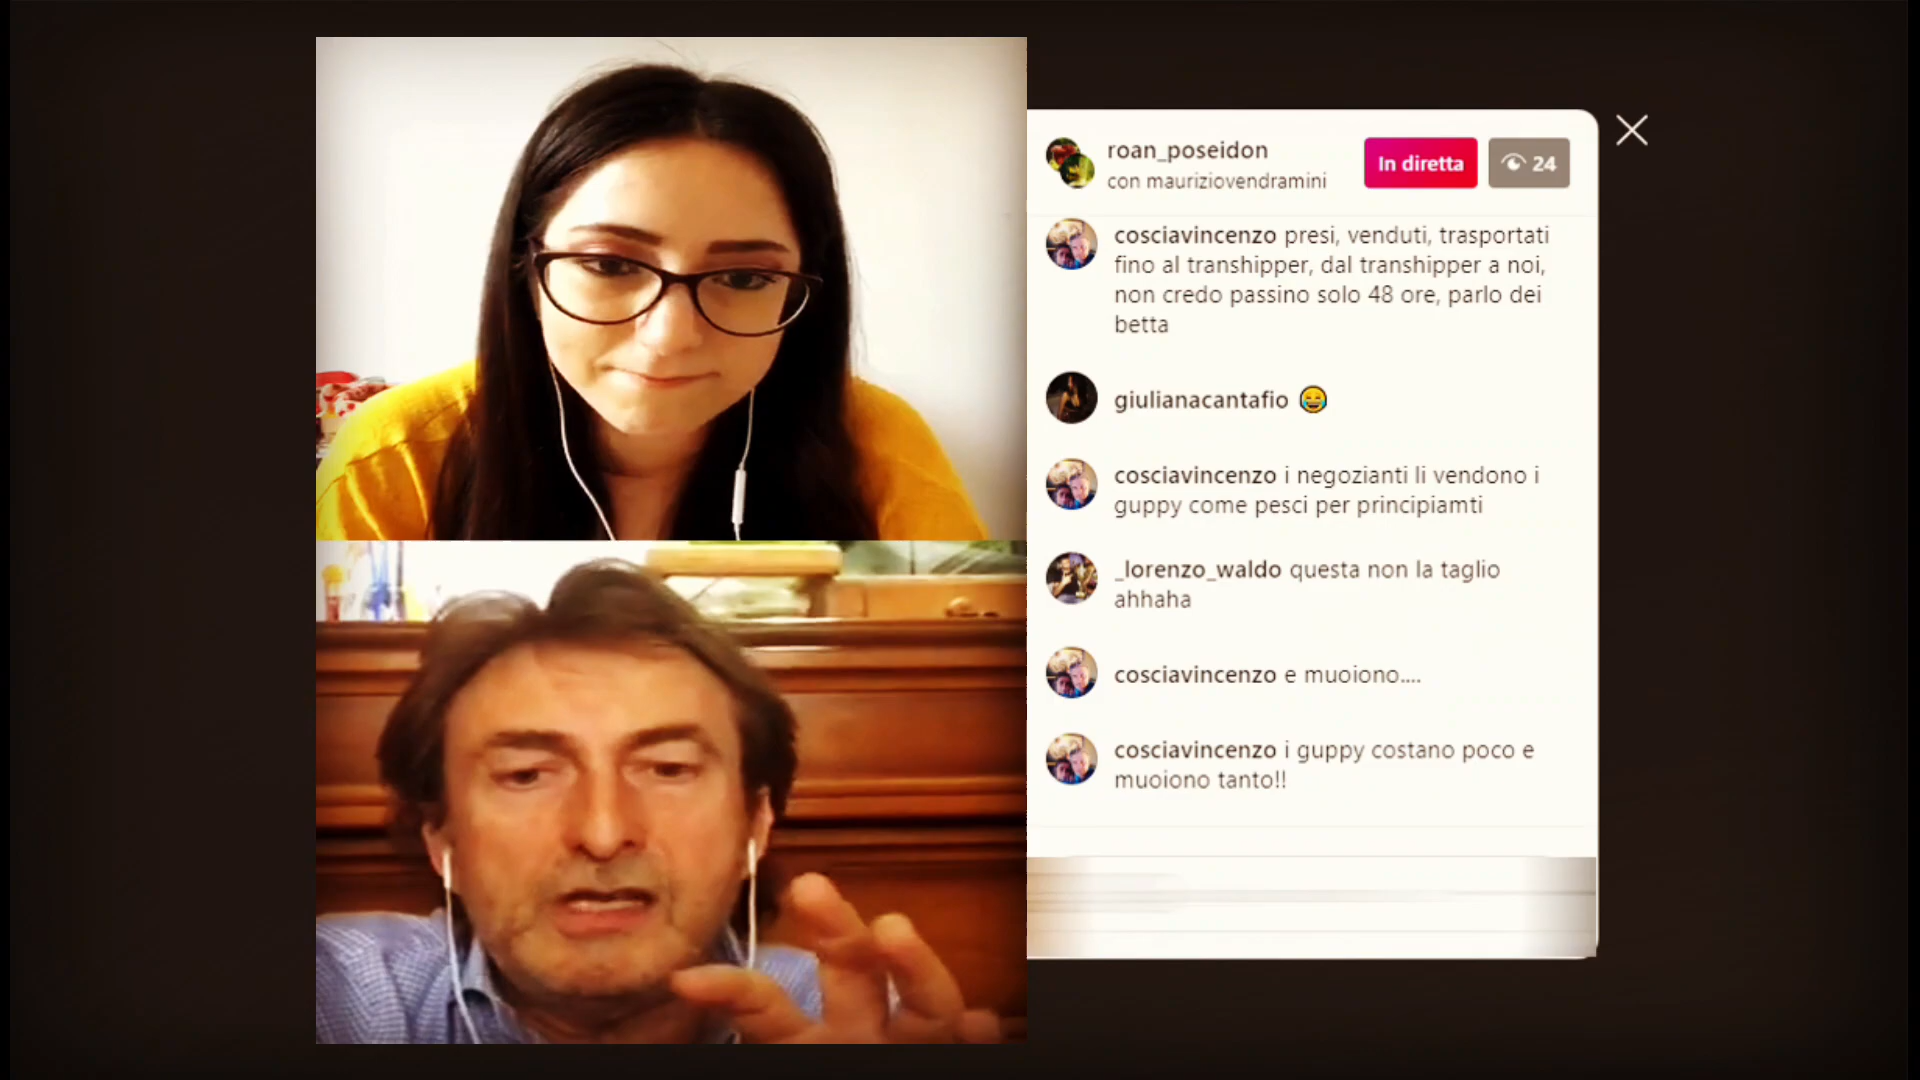 roan_poseidon
con mauriziovendramini
In diretta
24
cosciavincenzo presi, venduti, trasportati
fino al transhipper, dal transhipper a noi,
non credo passino solo 48 ore, parlo dei
betta
giulianacantafio 😂
cosciavincenzo i negozianti li vendono i
guppy come pesci per principiamti
_lorenzo_waldo questa non la taglio
ahhaha
cosciavincenzo e muoiono....
cosciavincenzo i guppy costano poco e
muoiono tanto!!